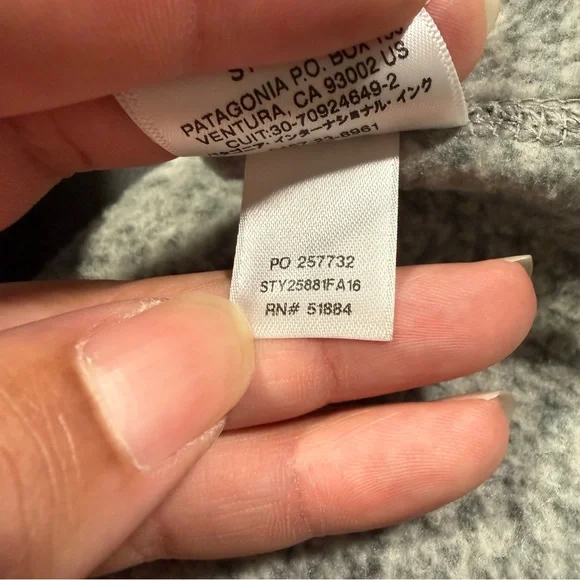 PATAGONIA P.O. BOX
VENTURA, CA 93002 US
CUIT:30-70924649-2
インターナショナル・イング
PO 257732
STY25881FA16
RN# 51884